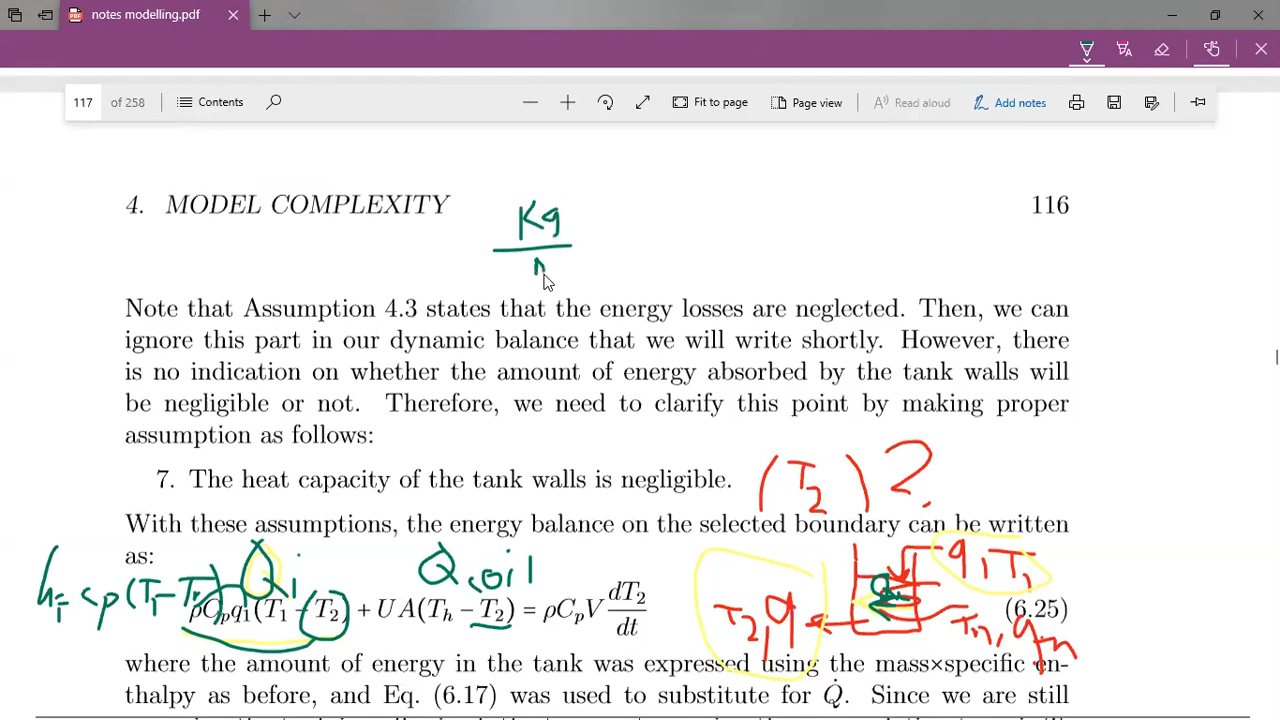 notes modelling.pdf
117 of 258 Contents Fit to page Page view Read aloud Add notes
4. MODEL COMPLEXITY 116
Kg
Note that Assumption 4.3 states that the energy losses are neglected. Then, we can
ignore this part in our dynamic balance that we will write shortly. However, there
is no indication on whether the amount of energy absorbed by the tank walls will
be negligible or not. Therefore, we need to clarify this point by making proper
assumption as follows:
7. The heat capacity of the tank walls is negligible. (T2)?
With these assumptions, the energy balance on the selected boundary can be written
as:
Q coil
q1T1
ρCpq1(T1 − T2) + UA(Th − T2) = ρCpV dT2/dt (6.25)
T2, q
where the amount of energy in the tank was expressed using the mass×specific en-
thalpy as before, and Eq. (6.17) was used to substitute for Q̇. Since we are still